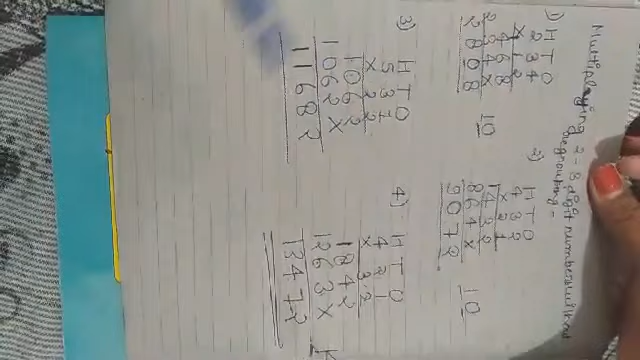 Multiplying 2-3 digit numbers without
regrouping -
1) H T O
2 3 4
x 1 2
4 6 8
2 3 4 x
2 8 0 8
10
2) H T O
4 3 2
x 2 1
1 4 3 2
8 6 4 x
9 0 7 2
10
3) H T O
5 3 1
x 2 2
1 0 6 2
1 0 6 2 x
1 1 6 8 2
4) H T O
4 2 1
x 3 2
1 8 4 2
1 2 6 3 x
1 3 4 7 2